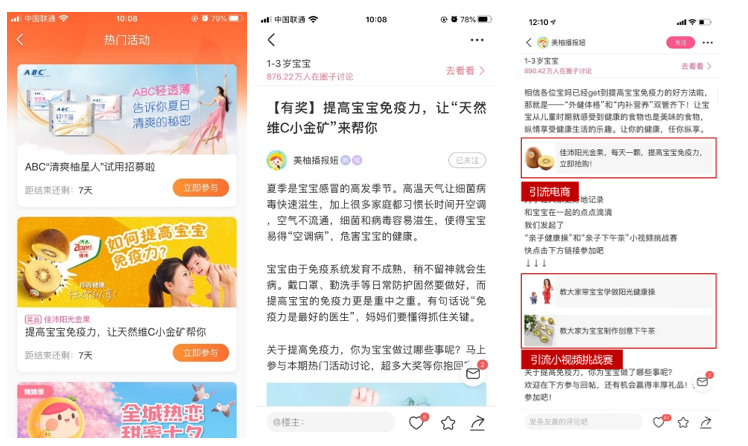 中国联通
10:08
79%
热门活动
ABC
ABC轻透薄
告诉你夏日
清爽的秘密
ABC“清爽柚星人”试用招募啦
距结束还剩：7天
立即参与
Zespri
佳沛
如何提高宝宝
免疫力?
奖品 佳沛阳光金果
提高宝宝免疫力，让天然维C小金矿帮你
距结束还剩：7天
立即参与
全城热恋
甜蜜七夕
中国联通
10:08
78%
1-3岁宝宝
876.22万人在圈子讨论
去看看
【有奖】提高宝宝免疫力，让“天然
维C小金矿”来帮你
美柚播报妞
已关注
夏季是宝宝感冒的高发季节。高温天气让细菌病
毒快速滋生，加上很多家庭都习惯长时间开空调
，空气不流通，细菌和病毒容易滋生，使得宝宝
易得“空调病”，危害宝宝的健康。
宝宝由于免疫系统发育不成熟，稍不留神就会生
病。戴口罩、勤洗手等日常防护固然要做好，而
提高宝宝的免疫力更是重中之重。有句话说“免
疫力是最好的医生”，妈妈们要懂得抓住关键。
关于提高免疫力，你为宝宝做过哪些事呢？马上
参与本期热门活动讨论，超多大奖等你抱回
2
@楼主：
12:10
美柚播报妞
关注
1-3岁宝宝
890.42万人在圈子讨论
去看看
相信各位宝妈已经get到提高宝宝免疫力的好方法啦，
那就是——“外健体格”和“内补营养”双管齐下！让宝
宝从儿童时期就感受到健康的食物也是美味的食物，
纵情享受健康生活的乐趣，让你的健康，任你纵享。
佳沛阳光金果，每天一颗，提高宝宝免疫力，
立即抢购！
引流电商
地记录
和宝宝在一起的点点滴滴
我们发起了
“亲子健康操”和“亲子下午茶”小视频挑战赛
快点击下方链接参加吧
↓↓↓
教大家带宝宝学做阳光健康操
教大家为宝宝制作创意下午茶
引流小视频挑战赛
关于提高免疫力，你为宝宝做了哪些事呢？
欢迎在下方参与回帖，还有机会赢得丰厚礼品！
参加吧！
2
发条友善的评论吧